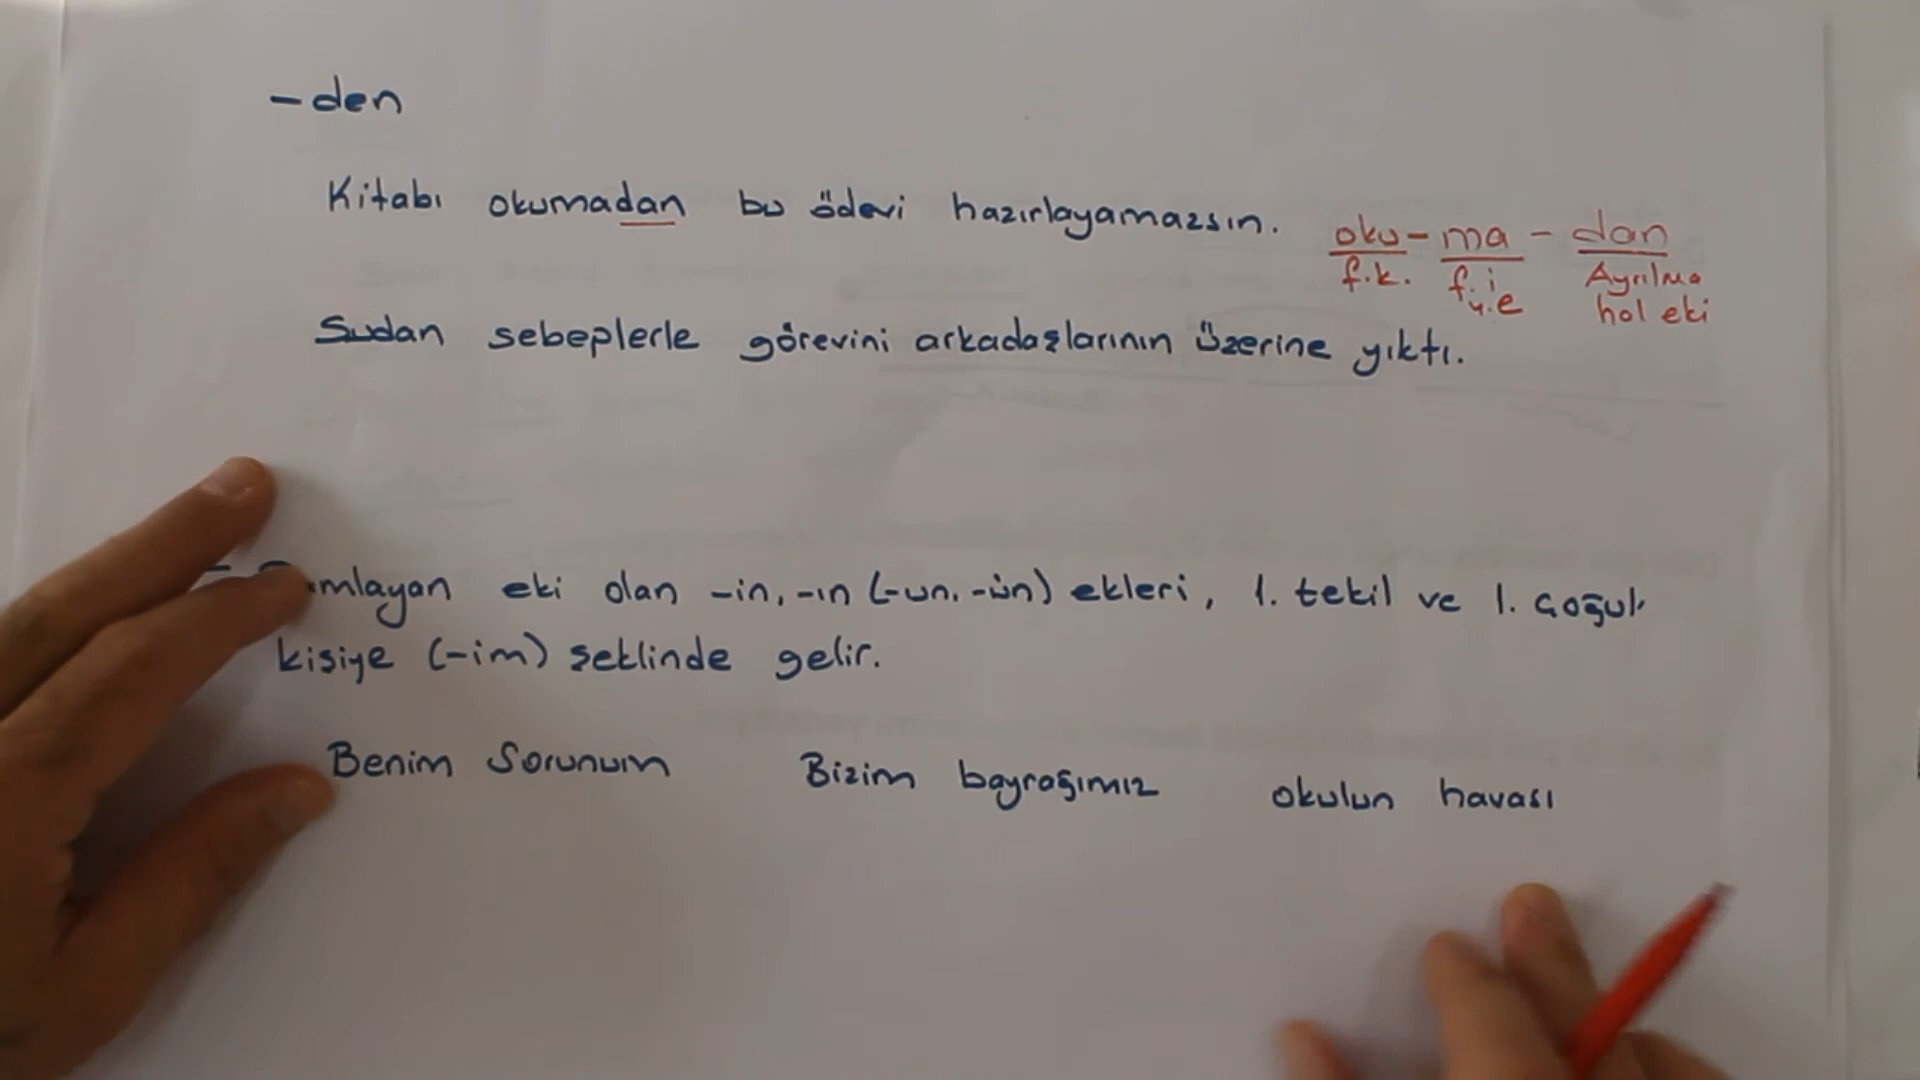 -den
Kitabı okumadan bu ödevi hazırlayamazsın.
oku - ma - dan
f.k. f.i.y.e Ayrılma hal eki
Sudan sebeplerle görevini arkadaşlarının üzerine yıktı.
eki olan -in, -ın (-un, -ün) ekleri, 1. tekil ve 1. çoğul
kişiye (-im) şeklinde gelir.
Benim Sorunum Bizim bayrağımız okulun havası